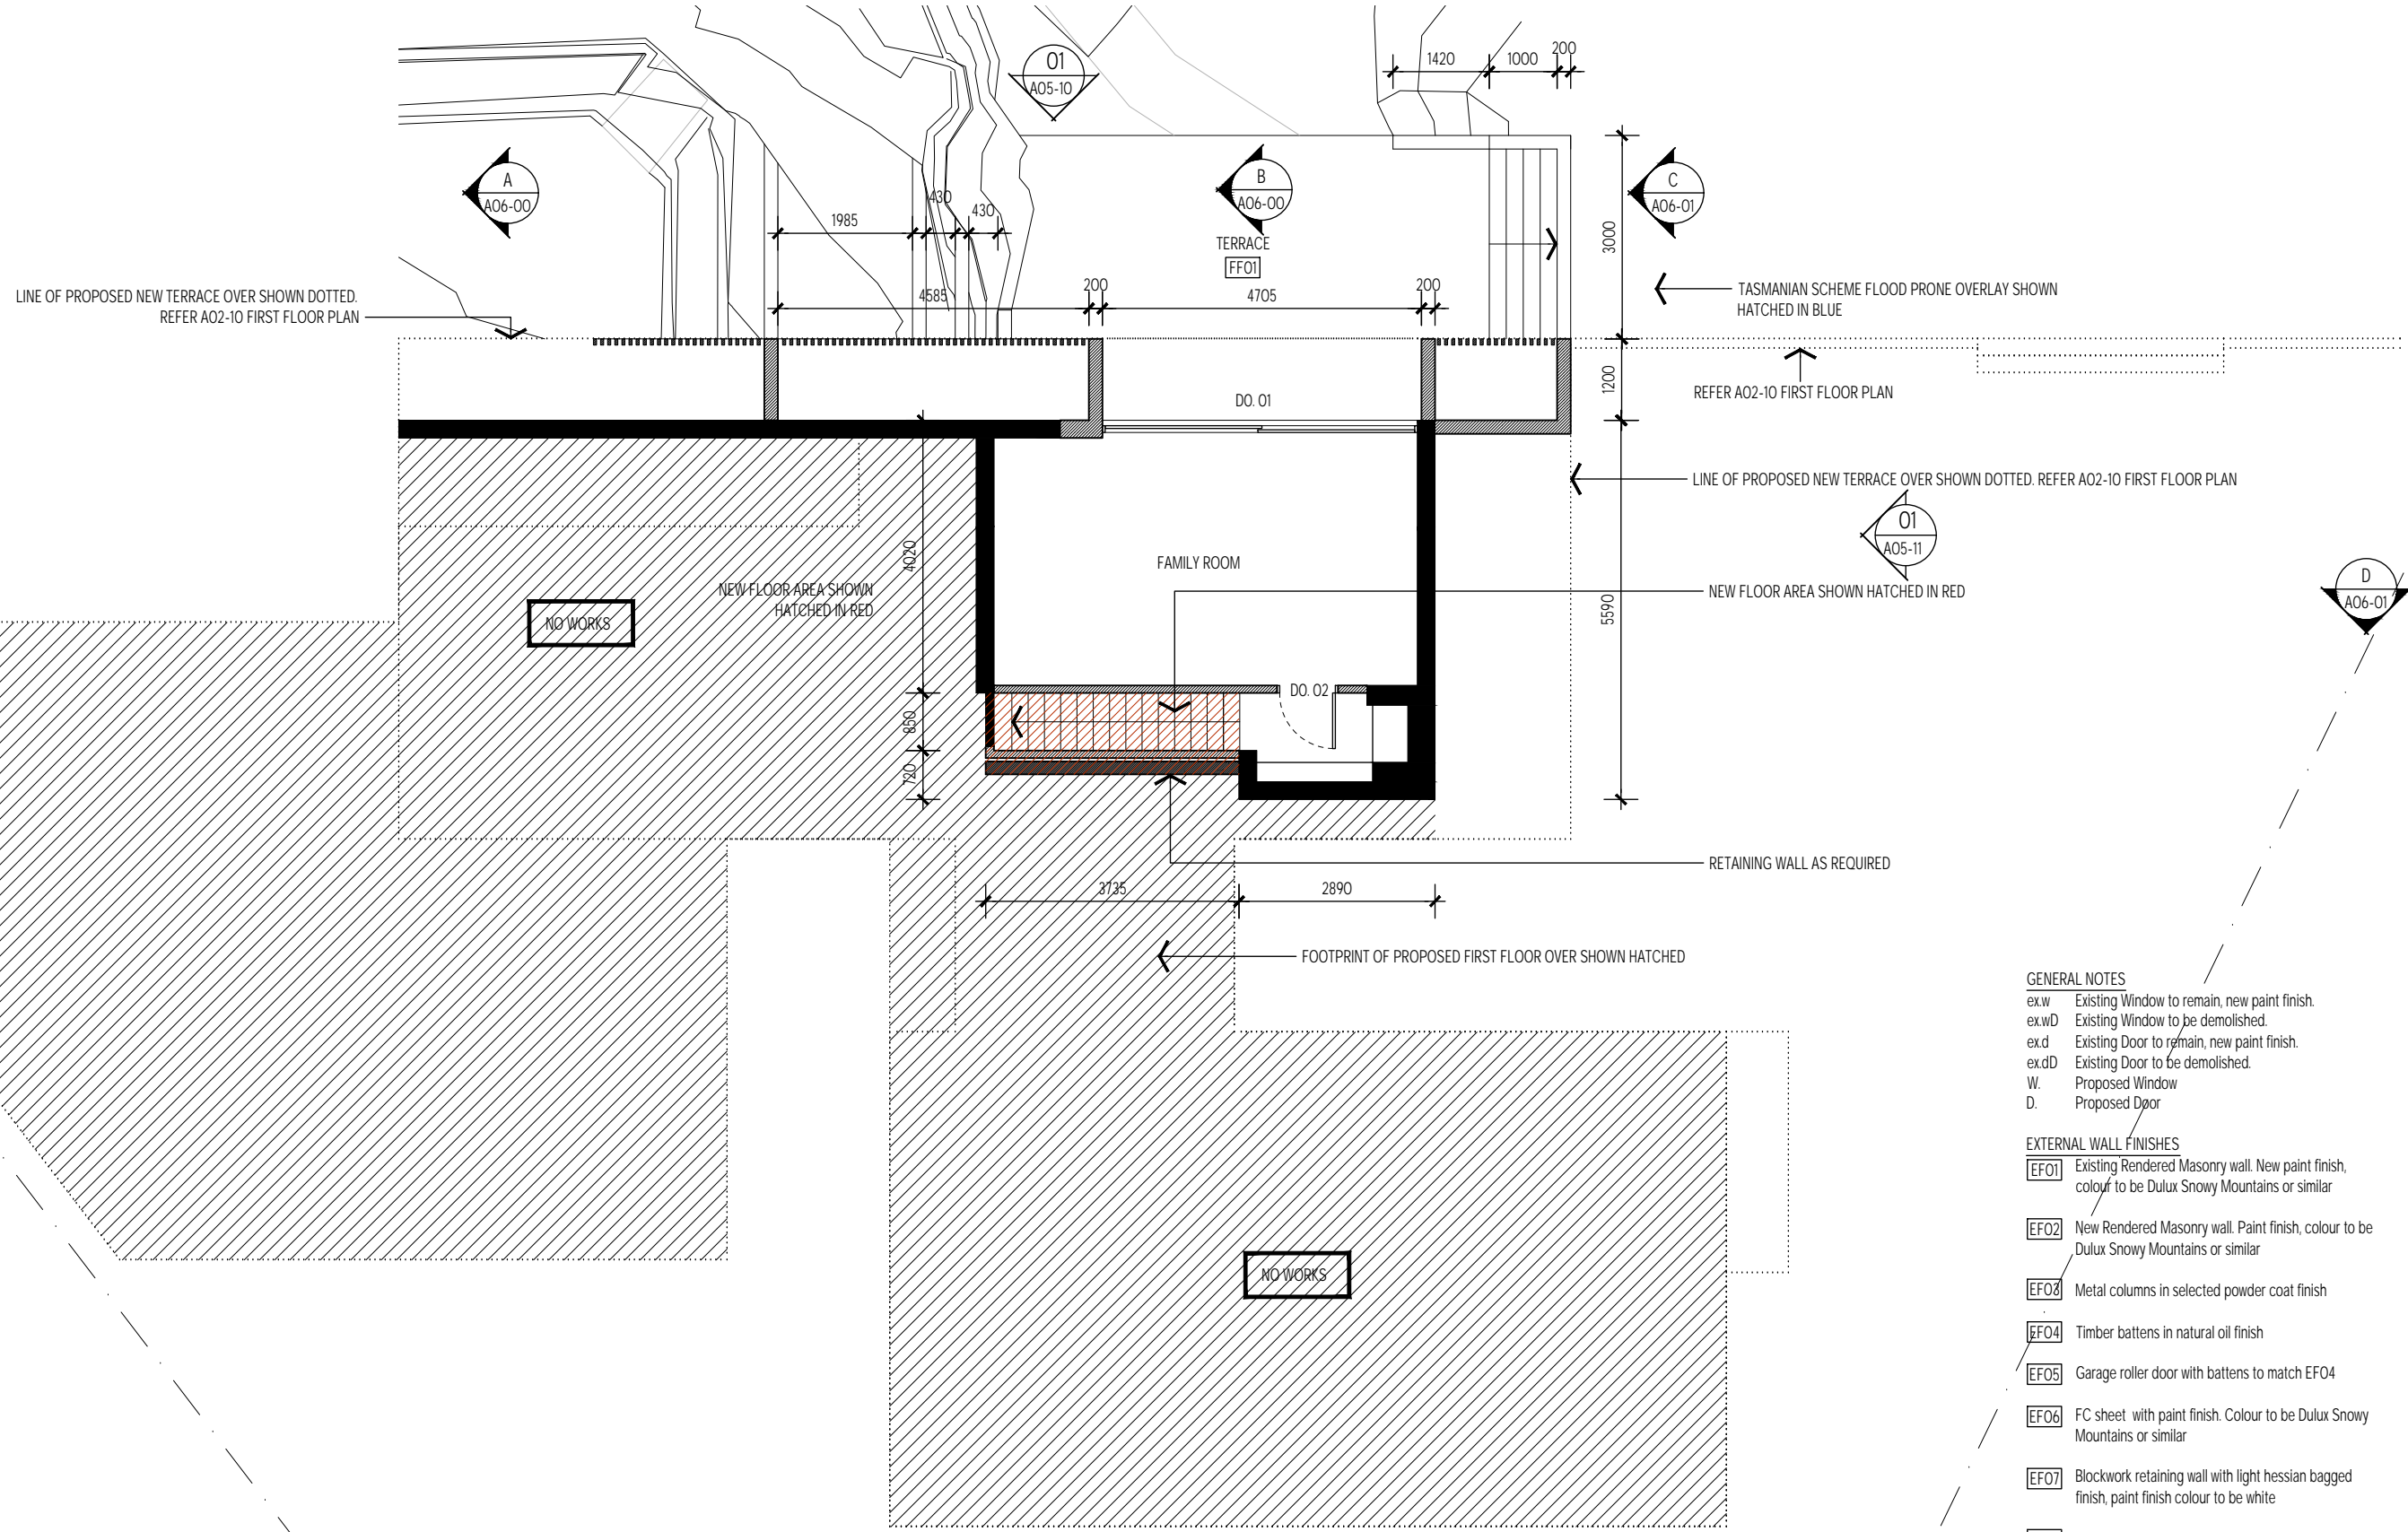 01
A05-10
1420
1000
200
A
A06-00
B
A06-00
C
A06-01
1985
430
430
3000
TERRACE
FF01
LINE OF PROPOSED NEW TERRACE OVER SHOWN DOTTED.
REFER A02-10 FIRST FLOOR PLAN
4585
200
4705
200
TASMANIAN SCHEME FLOOD PRONE OVERLAY SHOWN
HATCHED IN BLUE
1200
REFER A02-10 FIRST FLOOR PLAN
DO. 01
LINE OF PROPOSED NEW TERRACE OVER SHOWN DOTTED. REFER A02-10 FIRST FLOOR PLAN
01
A05-11
4020
FAMILY ROOM
D
A06-01
NEW FLOOR AREA SHOWN
HATCHED IN RED
NEW FLOOR AREA SHOWN HATCHED IN RED
5590
NO WORKS
DO. 02
850
720
RETAINING WALL AS REQUIRED
3735
2890
FOOTPRINT OF PROPOSED FIRST FLOOR OVER SHOWN HATCHED
NO WORKS
GENERAL NOTES
ex.w Existing Window to remain, new paint finish.
ex.wD Existing Window to be demolished.
ex.d Existing Door to remain, new paint finish.
ex.dD Existing Door to be demolished.
W. Proposed Window
D. Proposed Door
EXTERNAL WALL FINISHES
EF01 Existing Rendered Masonry wall. New paint finish,
colour to be Dulux Snowy Mountains or similar
EF02 New Rendered Masonry wall. Paint finish, colour to be
Dulux Snowy Mountains or similar
EF03 Metal columns in selected powder coat finish
EF04 Timber battens in natural oil finish
EF05 Garage roller door with battens to match EF04
EF06 FC sheet with paint finish. Colour to be Dulux Snowy
Mountains or similar
EF07 Blockwork retaining wall with light hessian bagged
finish, paint finish colour to be white